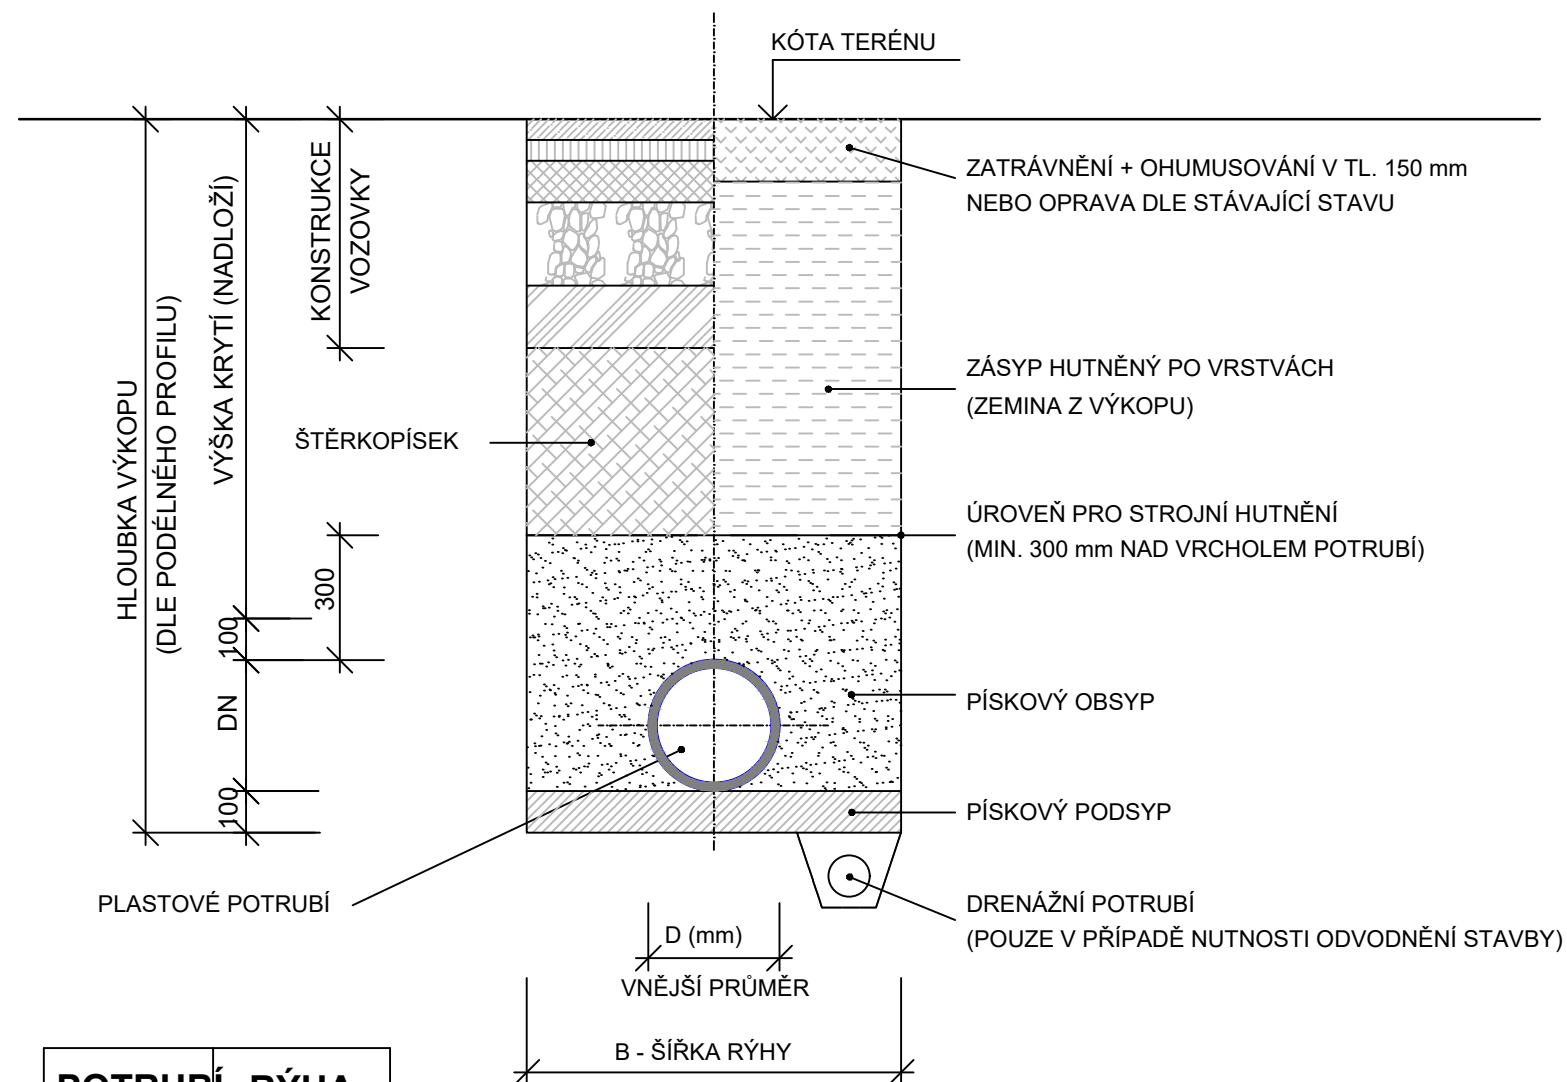 KÓTA TERÉNU
ZATRÁVNĚNÍ + OHUMUSOVÁNÍ V TL. 150 mm
NEBO OPRAVA DLE STÁVAJÍCÍ STAVU
KONSTRUKCE
VOZOVKY
VÝŠKA KRYTÍ (NADLOŽÍ)
HLOUBKA VÝKOPU
(DLE PODÉLNÉHO PROFILU)
ZÁSYP HUTNĚNÝ PO VRSTVÁCH
(ZEMINA Z VÝKOPU)
ŠTĚRKOPÍSEK
ÚROVEŇ PRO STROJNÍ HUTNĚNÍ
(MIN. 300 mm NAD VRCHOLEM POTRUBÍ)
300
100
DN
100
PÍSKOVÝ OBSYP
PÍSKOVÝ PODSYP
PLASTOVÉ POTRUBÍ
DRENÁŽNÍ POTRUBÍ
(POUZE V PŘÍPADĚ NUTNOSTI ODVODNĚNÍ STAVBY)
D (mm)
VNĚJŠÍ PRŮMĚR
B - ŠÍŘKA RÝHY
POTRUBÍ RÝHA